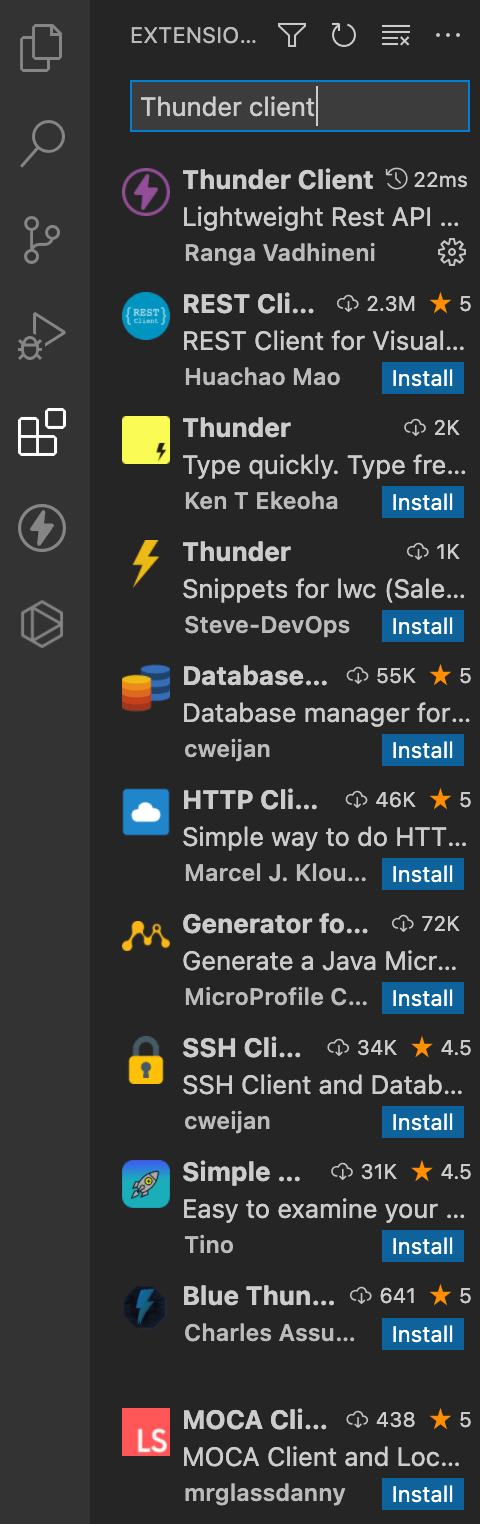 EXTENSIO...
Thunder client
Thunder Client 22ms
Lightweight Rest API ...
Ranga Vadhineni
{REST}
Client
REST Cli... 2.3M 5
REST Client for Visual...
Huachao Mao Install
Thunder 2K
Type quickly. Type fre...
Ken T Ekeoha Install
Thunder 1K
Snippets for lwc (Sale...
Steve-DevOps Install
Database... 55K 5
Database manager for...
cweijan Install
HTTP Cli... 46K 5
Simple way to do HTT...
Marcel J. Klou... Install
Generator fo... 72K
Generate a Java Micr...
MicroProfile C... Install
SSH Cli... 34K 4.5
SSH Client and Datab...
cweijan Install
Simple ... 31K 4.5
Easy to examine your ...
Tino Install
Blue Thun... 641 5
Charles Assu... Install
LS
MOCA Cli... 438 5
MOCA Client and Loc...
mrglassdanny Install